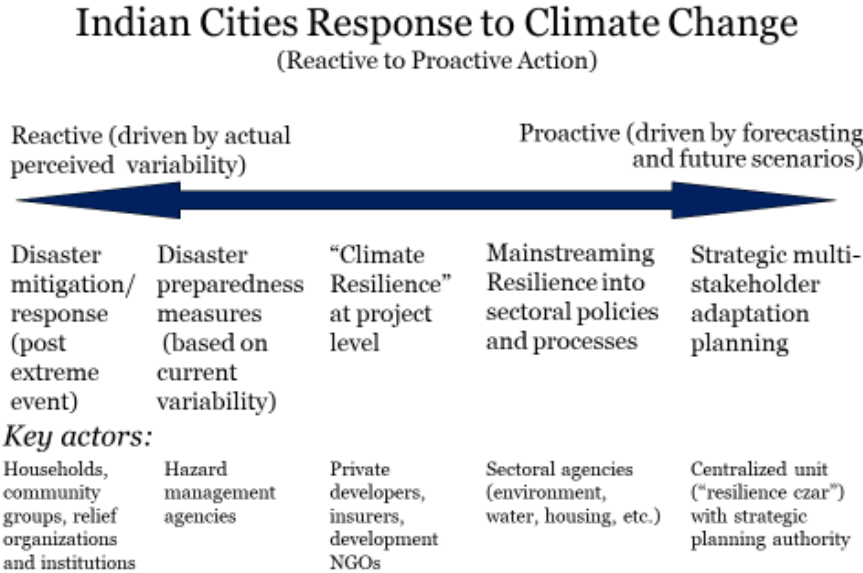 Indian Cities Response to Climate Change
(Reactive to Proactive Action)
Reactive (driven by actual
perceived variability)
Proactive (driven by forecasting
and future scenarios)
Disaster
mitigation/
response
(post
extreme
event)
Disaster
preparedness
measures
(based on
current
variability)
“Climate
Resilience”
at project
level
Mainstreaming
Resilience into
sectoral policies
and processes
Strategic multi-
stakeholder
adaptation
planning
Key actors:
Households,
community
groups, relief
organizations
and institutions
Hazard
management
agencies
Private
developers,
insurers,
development
NGOs
Sectoral agencies
(environment,
water, housing, etc.)
Centralized unit
(“resilience czar”)
with strategic
planning authority